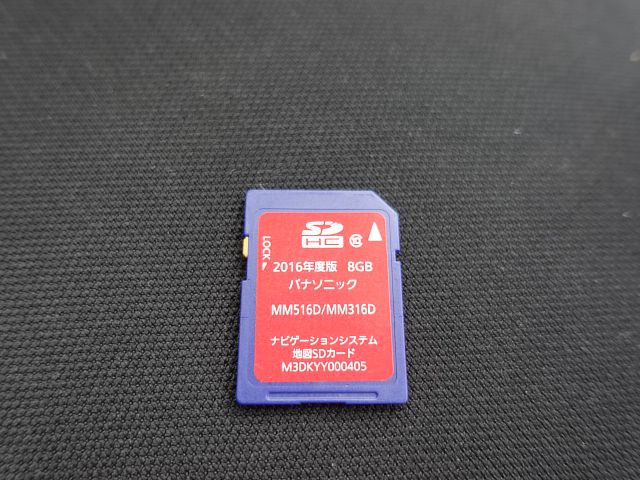 SD
HC ⑩
LOCK
2016年度版 8GB
パナソニック
MM516D/MM316D
ナビゲーションシステム
地図SDカード
M3DKYY000405